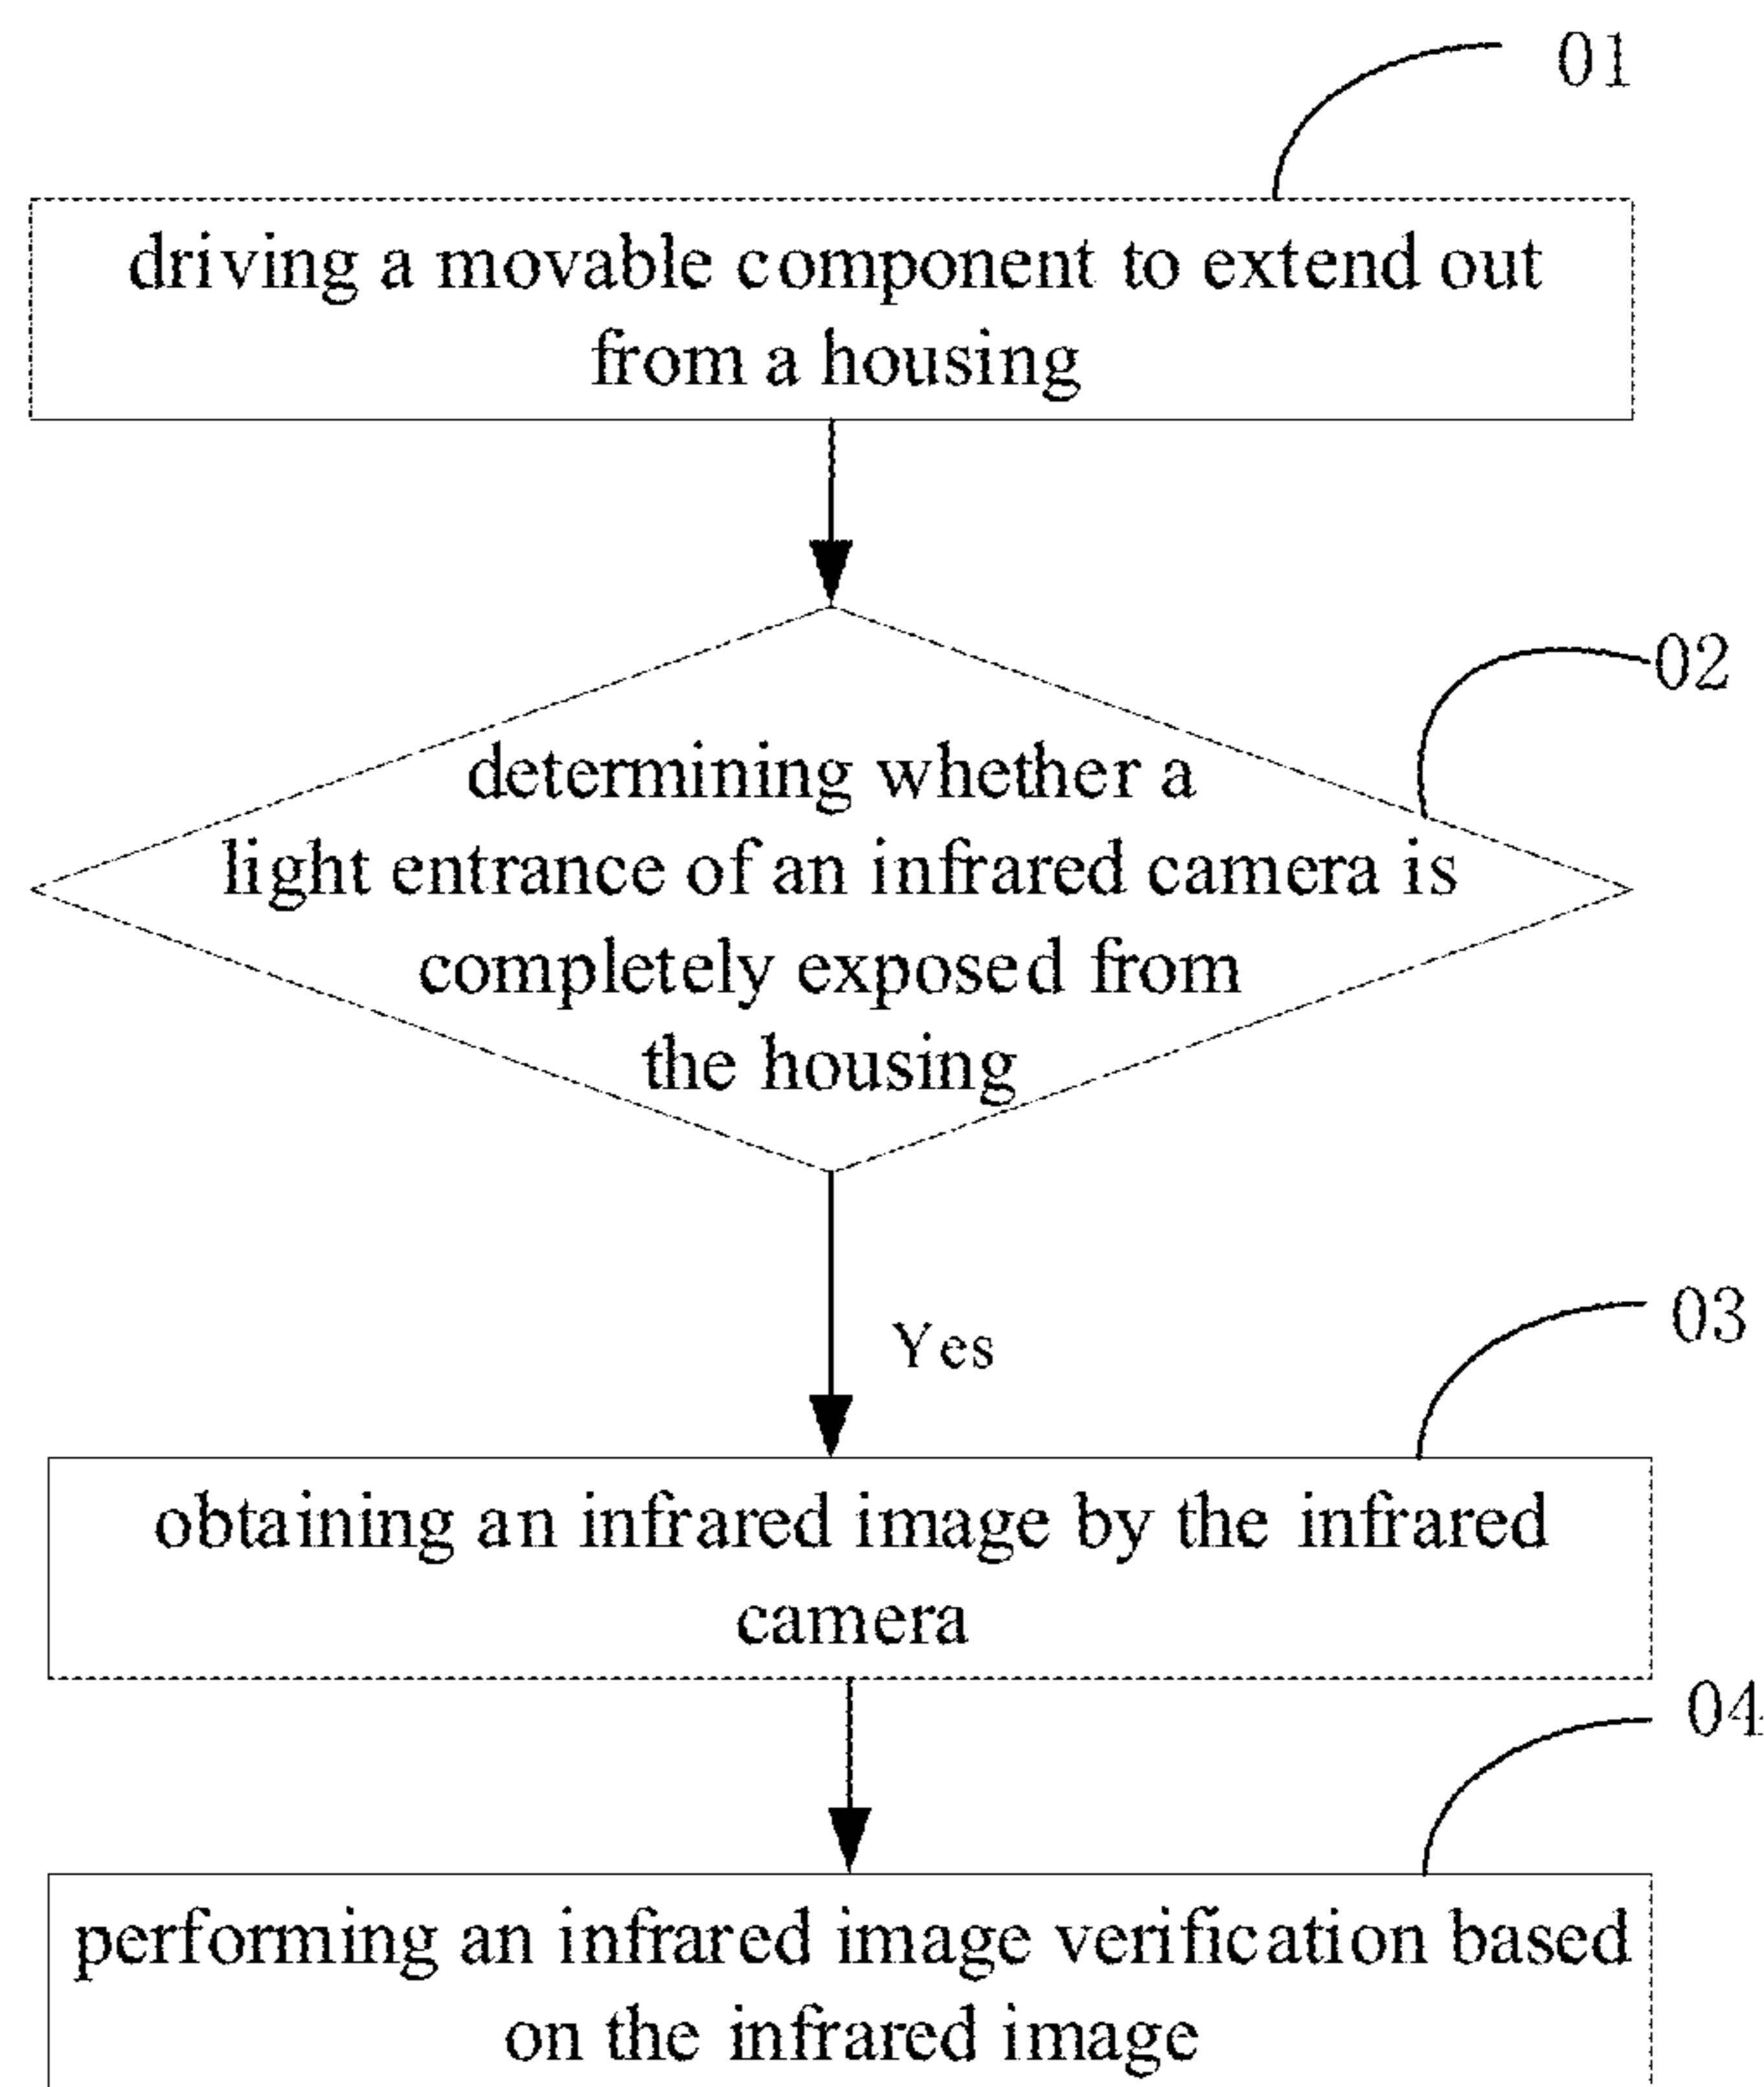 01
driving a movable component to extend out
from a housing
02
determining whether a
light entrance of an infrared camera is
completely exposed from
the housing
Yes
03
obtaining an infrared image by the infrared
camera
04
performing an infrared image verification based
on the infrared image